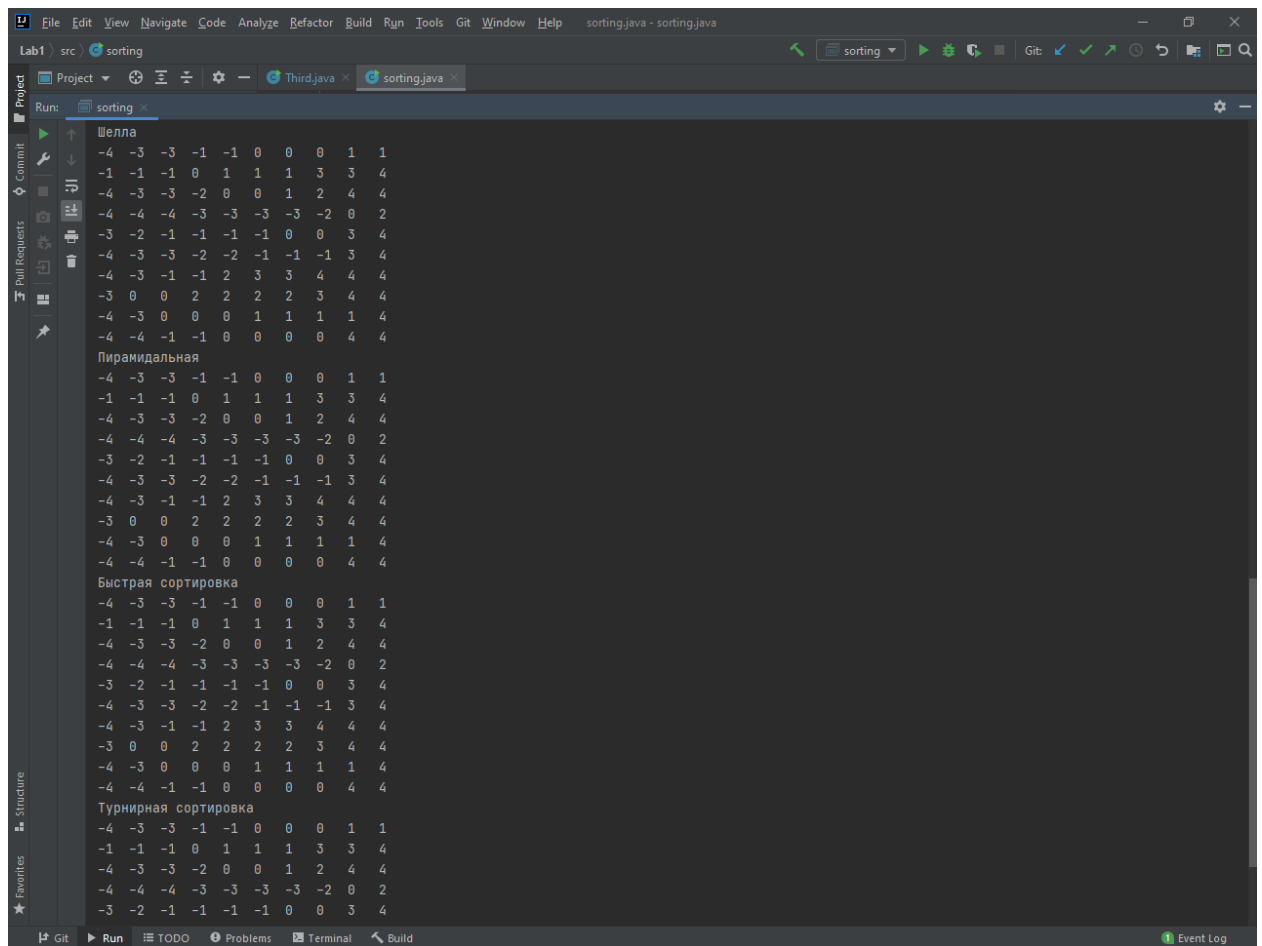 File Edit View Navigate Code Analyze Refactor Build Run Tools Git Window Help sorting.java - sorting.java
Lab1 src sorting sorting Git:
Project Third.java sorting.java
Run: sorting
Шелла
-4 -3 -3 -1 -1 0 0 0 1 1
-1 -1 -1 0 1 1 1 3 3 4
-4 -3 -3 -2 0 0 1 2 4 4
-4 -4 -4 -3 -3 -3 -3 -2 0 2
-3 -2 -1 -1 -1 -1 0 0 3 4
-4 -3 -3 -2 -2 -1 -1 -1 3 4
-4 -3 -1 -1 2 3 3 4 4 4
-3 0 0 2 2 2 2 3 4 4
-4 -3 0 0 0 1 1 1 1 4
-4 -4 -1 -1 0 0 0 0 4 4
Пирамидальная
-4 -3 -3 -1 -1 0 0 0 1 1
-1 -1 -1 0 1 1 1 3 3 4
-4 -3 -3 -2 0 0 1 2 4 4
-4 -4 -4 -3 -3 -3 -3 -2 0 2
-3 -2 -1 -1 -1 -1 0 0 3 4
-4 -3 -3 -2 -2 -1 -1 -1 3 4
-4 -3 -1 -1 2 3 3 4 4 4
-3 0 0 2 2 2 2 3 4 4
-4 -3 0 0 0 1 1 1 1 4
-4 -4 -1 -1 0 0 0 0 4 4
Быстрая сортировка
-4 -3 -3 -1 -1 0 0 0 1 1
-1 -1 -1 0 1 1 1 3 3 4
-4 -3 -3 -2 0 0 1 2 4 4
-4 -4 -4 -3 -3 -3 -3 -2 0 2
-3 -2 -1 -1 -1 -1 0 0 3 4
-4 -3 -3 -2 -2 -1 -1 -1 3 4
-4 -3 -1 -1 2 3 3 4 4 4
-3 0 0 2 2 2 2 3 4 4
-4 -3 0 0 0 1 1 1 1 4
-4 -4 -1 -1 0 0 0 0 4 4
Турнирная сортировка
-4 -3 -3 -1 -1 0 0 0 1 1
-1 -1 -1 0 1 1 1 3 3 4
-4 -3 -3 -2 0 0 1 2 4 4
-4 -4 -4 -3 -3 -3 -3 -2 0 2
-3 -2 -1 -1 -1 -1 0 0 3 4
Project
Commit
Pull Requests
Structure
Favorites
Git Run TODO Problems Terminal Build 1 Event Log